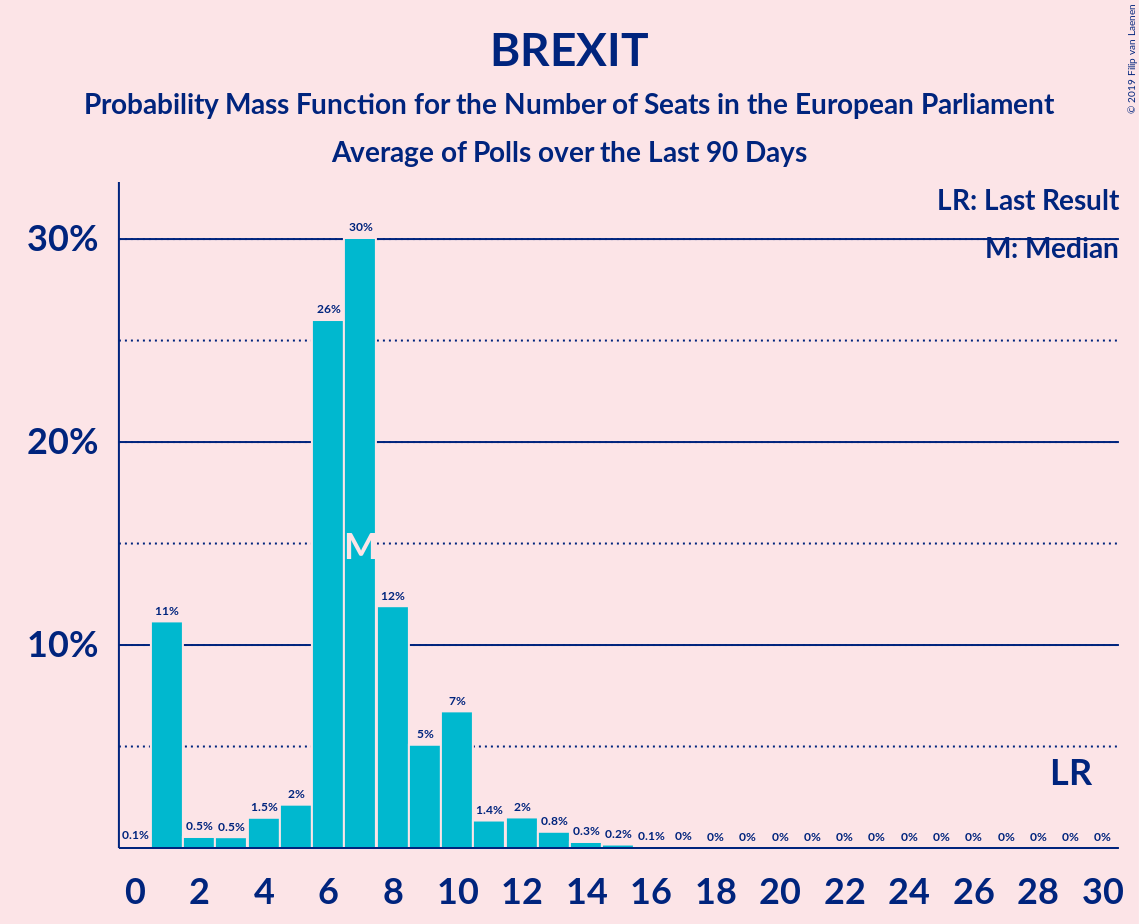 BREXIT
Probability Mass Function for the Number of Seats in the European Parliament
Average of Polls over the Last 90 Days
© 2019 Filip van Laenen
LR: Last Result
M: Median
30%
20%
10%
0.1% 11% 0.5% 0.5% 1.5% 2% 26% 30% 12% 5% 7% 1.4% 2% 0.8% 0.3% 0.2% 0.1% 0% 0% 0% 0% 0% 0% 0% 0% 0% 0% 0% 0% 0% 0%
M
LR
0 2 4 6 8 10 12 14 16 18 20 22 24 26 28 30